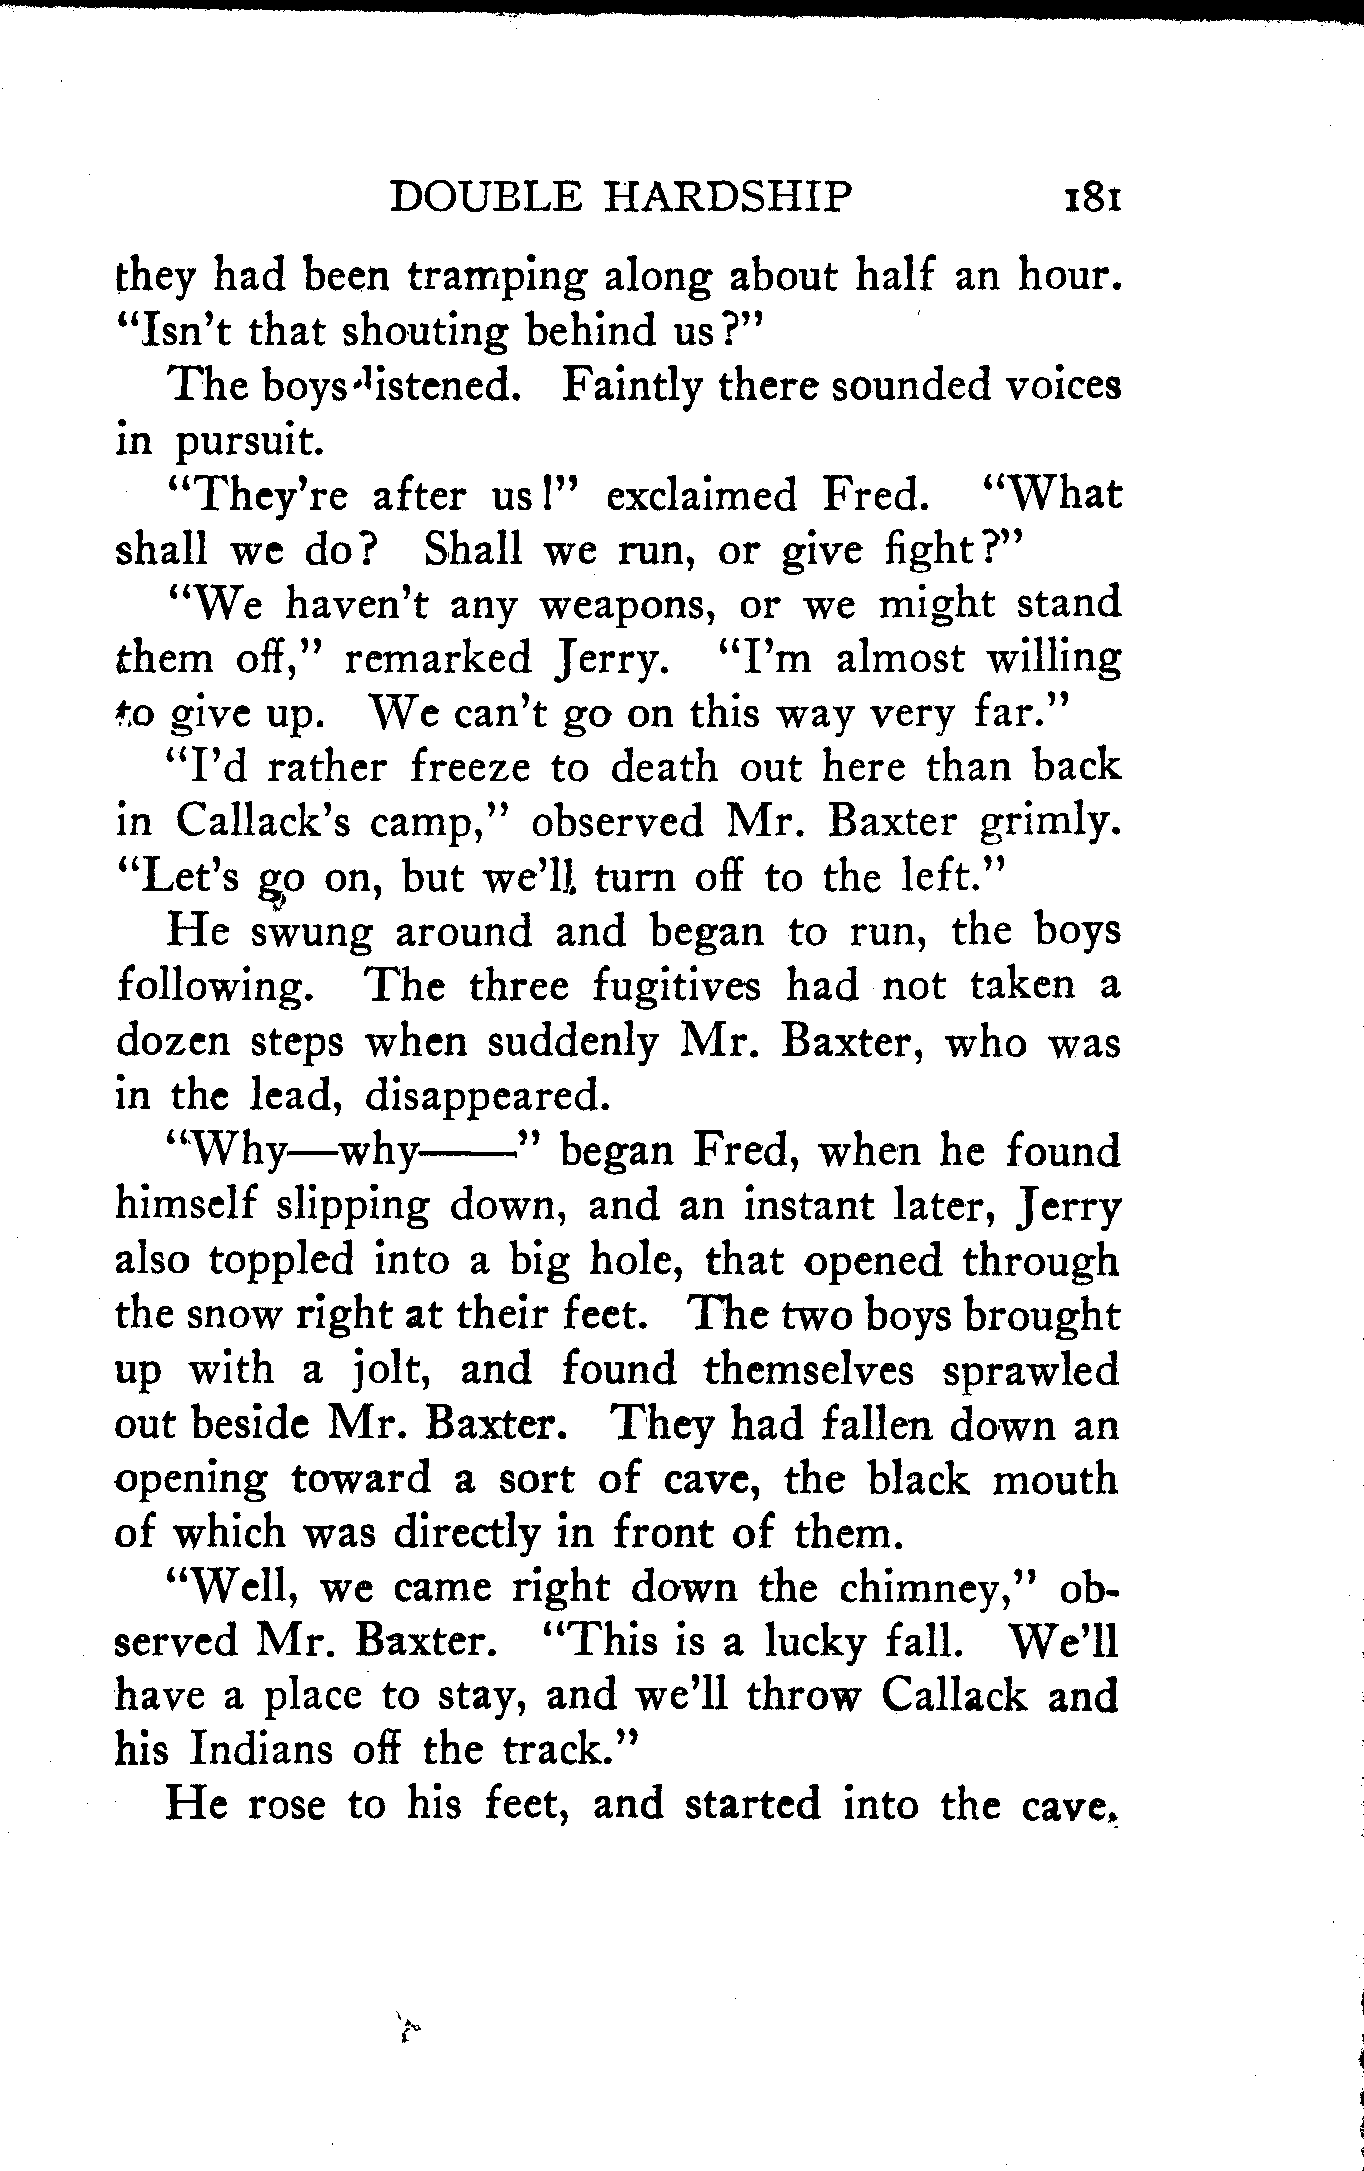 DOUBLE HARDSHIP 181
they had been tramping along about half an hour.
“Isn’t that shouting behind us?”
The boys listened. Faintly there sounded voices
in pursuit.
“They’re after us!” exclaimed Fred. “What
shall we do? Shall we run, or give fight?”
“We haven’t any weapons, or we might stand
them off,” remarked Jerry. “I’m almost willing
to give up. We can’t go on this way very far.”
“I’d rather freeze to death out here than back
in Callack’s camp,” observed Mr. Baxter grimly.
“Let’s go on, but we’ll turn off to the left.”
He swung around and began to run, the boys
following. The three fugitives had not taken a
dozen steps when suddenly Mr. Baxter, who was
in the lead, disappeared.
“Why—why——” began Fred, when he found
himself slipping down, and an instant later, Jerry
also toppled into a big hole, that opened through
the snow right at their feet. The two boys brought
up with a jolt, and found themselves sprawled
out beside Mr. Baxter. They had fallen down an
opening toward a sort of cave, the black mouth
of which was directly in front of them.
“Well, we came right down the chimney,” ob-
served Mr. Baxter. “This is a lucky fall. We’ll
have a place to stay, and we’ll throw Callack and
his Indians off the track.”
He rose to his feet, and started into the cave.